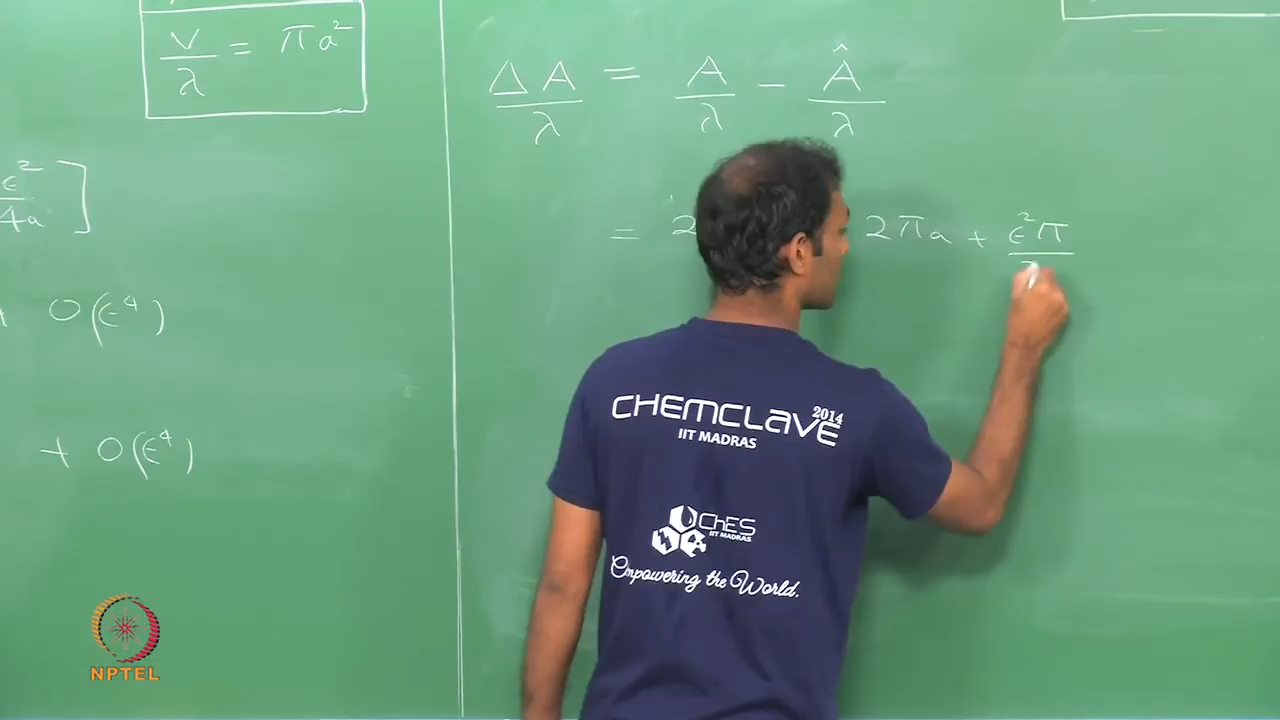 V/λ = πa²
ΔA/λ = A/λ - Â/λ
ε²/4a ]
= 2 2πa + ε²π
O(ε⁴)
+ O(ε⁴)
CHEMCLAVE 2014
IIT MADRAS
ChES
IIT MADRAS
Empowering the World.
NPTEL